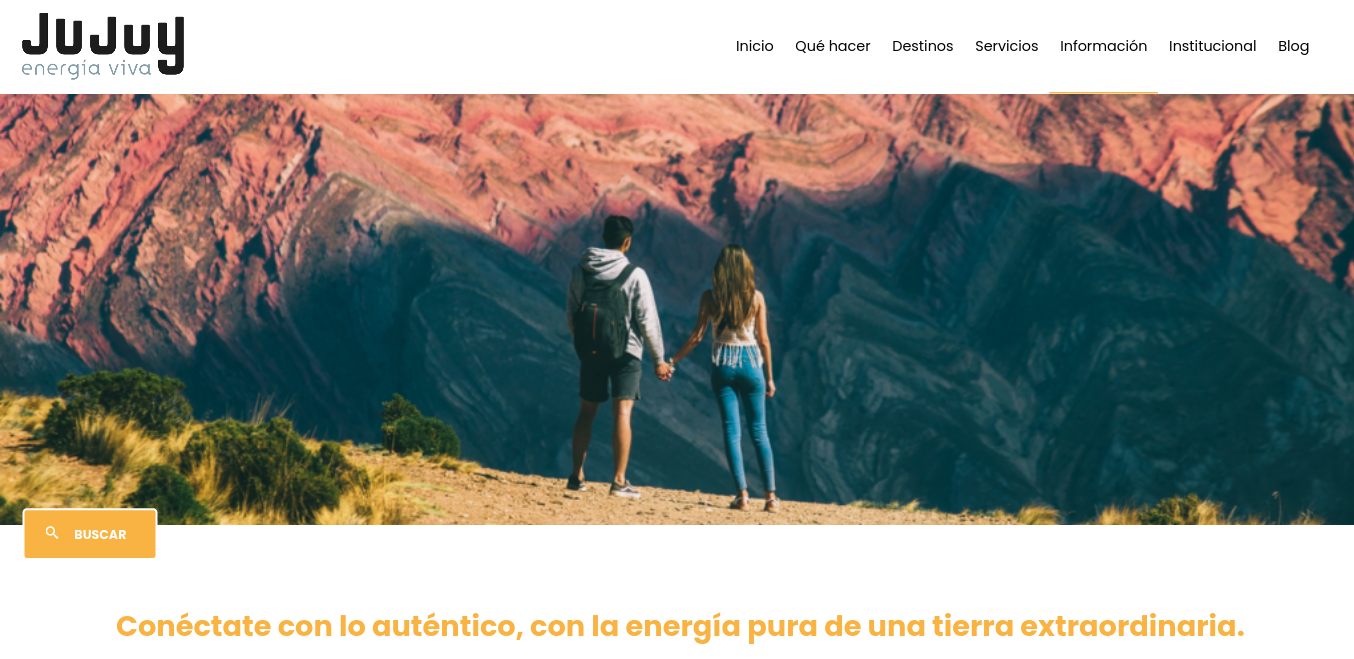 Jujuy
energía viva
Inicio Qué hacer Destinos Servicios Información Institucional Blog
BUSCAR
Conéctate con lo auténtico, con la energía pura de una tierra extraordinaria.